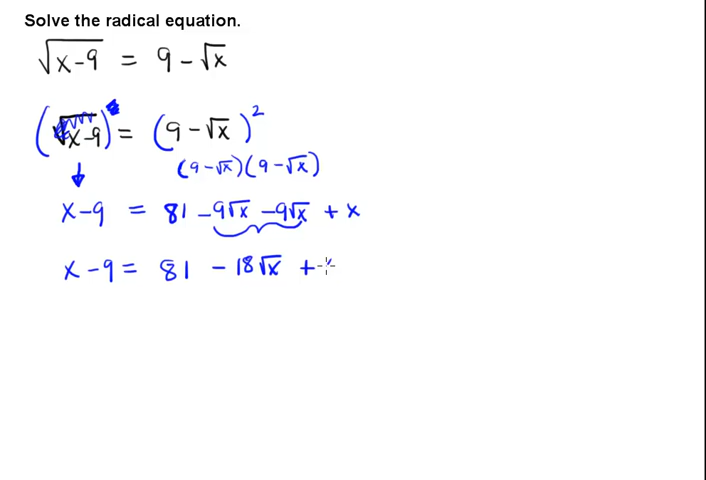 Solve the radical equation.
√(x-9) = 9 - √x
(√(x-9))² = (9 - √x)²
(9 - √x)(9 - √x)
x - 9 = 81 - 9√x - 9√x + x
x - 9 = 81 - 18√x + x